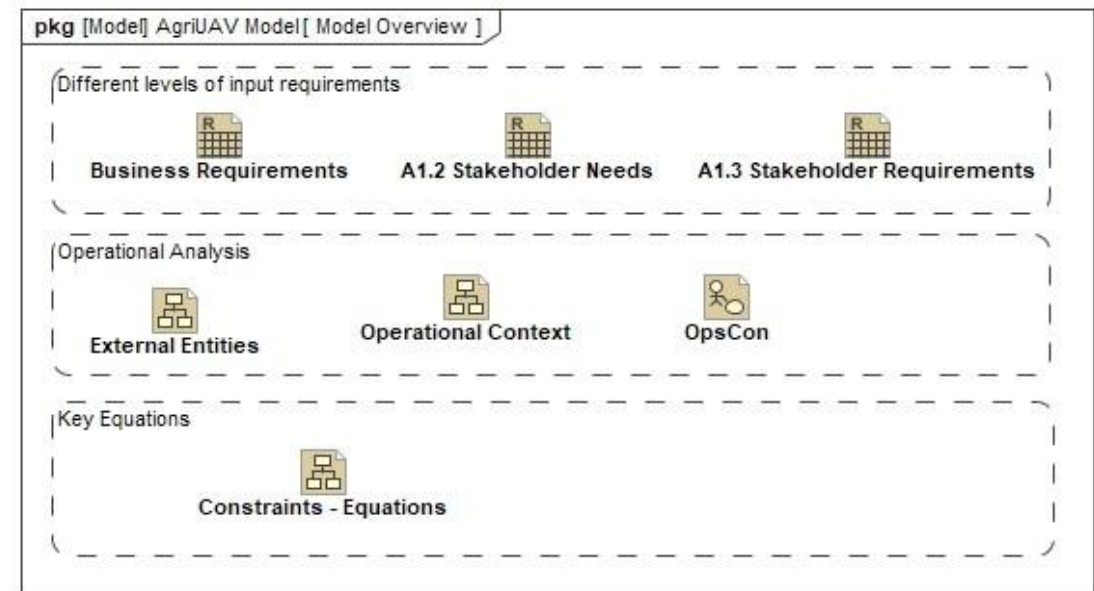 pkg [Model] AgriUAV Model [ Model Overview ]
Different levels of input requirements
R R R
Business Requirements A1.2 Stakeholder Needs A1.3 Stakeholder Requirements
Operational Analysis
External Entities Operational Context OpsCon
Key Equations
Constraints - Equations